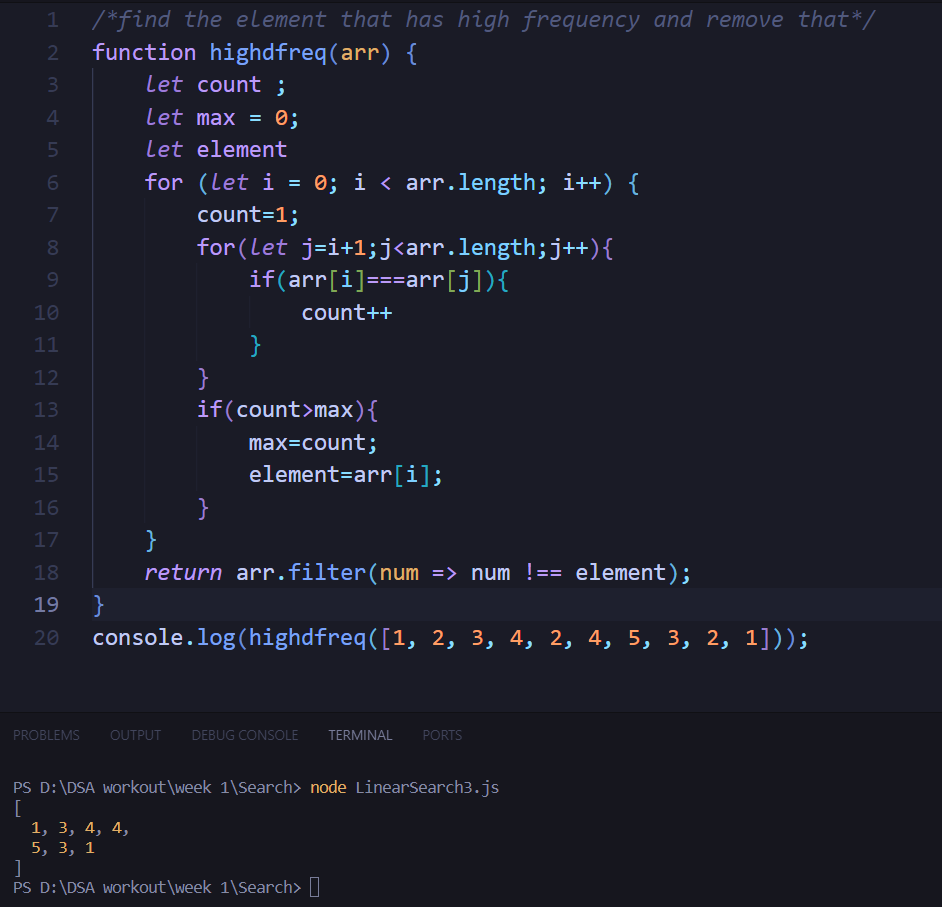 1 /*find the element that has high frequency and remove that*/
2 function highdfreq(arr) {
3     let count ;
4     let max = 0;
5     let element
6     for (let i = 0; i < arr.length; i++) {
7         count=1;
8         for(let j=i+1;j<arr.length;j++){
9             if(arr[i]===arr[j]){
10                 count++
11             }
12         }
13         if(count>max){
14             max=count;
15             element=arr[i];
16         }
17     }
18     return arr.filter(num => num !== element);
19 }
20 console.log(highdfreq([1, 2, 3, 4, 2, 4, 5, 3, 2, 1]));
PROBLEMS OUTPUT DEBUG CONSOLE TERMINAL PORTS
PS D:\DSA workout\week 1\Search> node LinearSearch3.js
[
  1, 3, 4, 4,
  5, 3, 1
]
PS D:\DSA workout\week 1\Search>